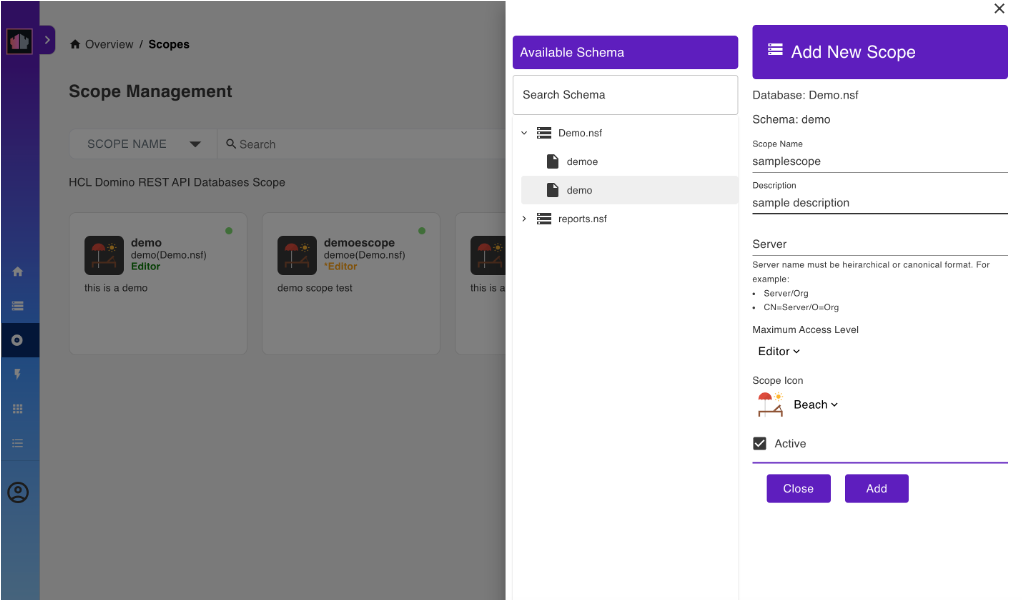 Overview / Scopes
Scope Management
SCOPE NAME
Search
HCL Domino REST API Databases Scope
demo
demo(Demo.nsf)
Editor
this is a demo
demoescope
demoe(Demo.nsf)
*Editor
demo scope test
this is a
Available Schema
Search Schema
Demo.nsf
demoe
demo
reports.nsf
Add New Scope
Database: Demo.nsf
Schema: demo
Scope Name
samplescope
Description
sample description
Server
Server name must be heirarchical or canonical format. For
example:
• Server/Org
• CN=Server/O=Org
Maximum Access Level
Editor
Scope Icon
Beach
Active
Close
Add